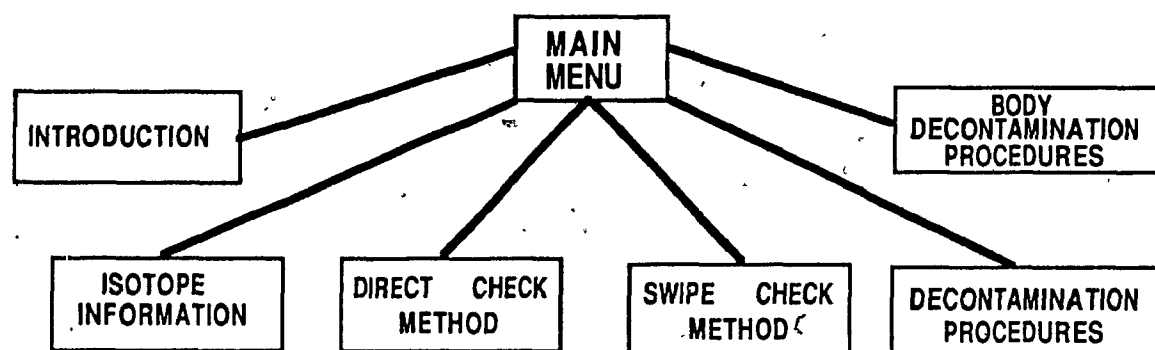 MAIN
MENU
INTRODUCTION
BODY
DECONTAMINATION
PROCEDURES
ISOTOPE
INFORMATION
DIRECT CHECK
METHOD
SWIPE CHECK
METHOD
DECONTAMINATION
PROCEDURES